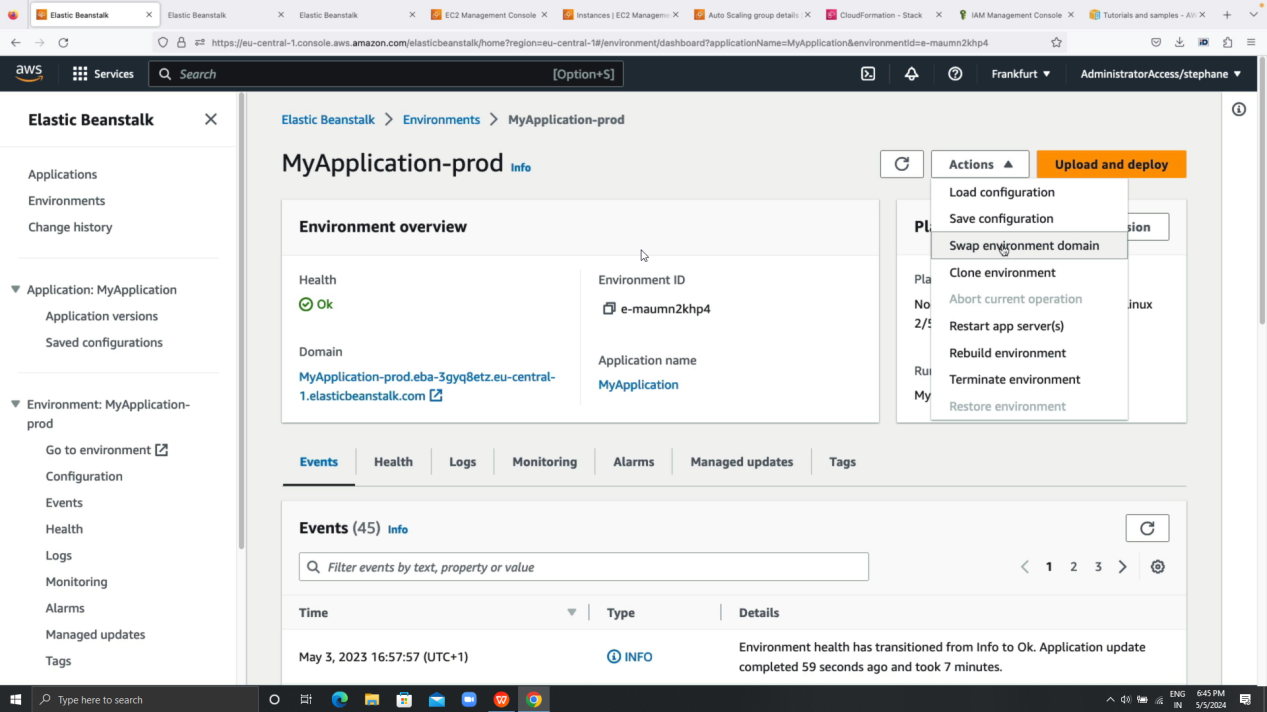 Elastic Beanstalk
Elastic Beanstalk
Elastic Beanstalk
EC2 Management Console
Instances | EC2 Manageme
Auto Scaling group details
CloudFormation - Stack
IAM Management Console
Tutorials and samples - AW
https://eu-central-1.console.aws.amazon.com/elasticbeanstalk/home?region=eu-central-1#/environment/dashboard?applicationName=MyApplication&environmentId=e-maumn2khp4
aws
Services
Search
[Option+S]
Frankfurt
AdministratorAccess/stephane
Elastic Beanstalk
Applications
Environments
Change history
Application: MyApplication
Application versions
Saved configurations
Environment: MyApplication-
prod
Go to environment
Configuration
Events
Health
Logs
Monitoring
Alarms
Managed updates
Tags
Elastic Beanstalk > Environments > MyApplication-prod
MyApplication-prod Info
Actions
Upload and deploy
Load configuration
Save configuration
Swap environment domain
Clone environment
Abort current operation
Restart app server(s)
Rebuild environment
Terminate environment
Restore environment
Environment overview
Health
Ok
Domain
MyApplication-prod.eba-3gyq8etz.eu-central-
1.elasticbeanstalk.com
Environment ID
e-maumn2khp4
Application name
MyApplication
Pl
sion
Pla
No
inux
2/5
Rur
My
Events
Health
Logs
Monitoring
Alarms
Managed updates
Tags
Events (45) Info
Filter events by text, property or value
1 2 3
Time
Type
Details
May 3, 2023 16:57:57 (UTC+1)
INFO
Environment health has transitioned from Info to Ok. Application update
completed 59 seconds ago and took 7 minutes.
Type here to search
ENG
IN
6:45 PM
5/5/2024